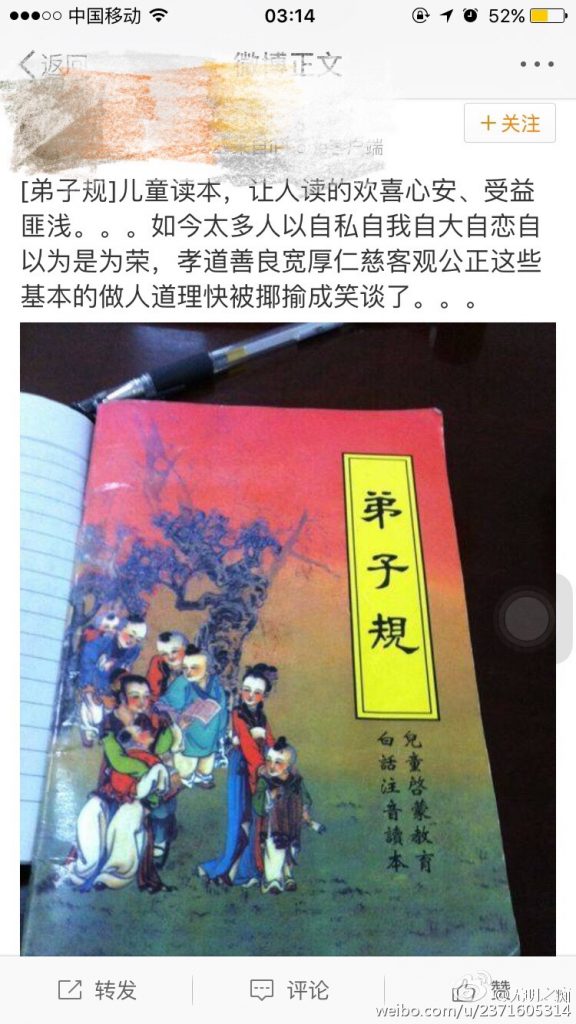 中国移动
03:14
52%
返回
微博正文
+关注
[弟子规]儿童读本，让人读的欢喜心安、受益
匪浅。。。如今太多人以自私自我自大自恋自
以为是为荣，孝道善良宽厚仁慈客观公正这些
基本的做人道理快被揶揄成笑谈了。。。
弟子規
兒童啓蒙教育
白話注音讀本
转发
评论
赞
weibo.com/u/2371605314